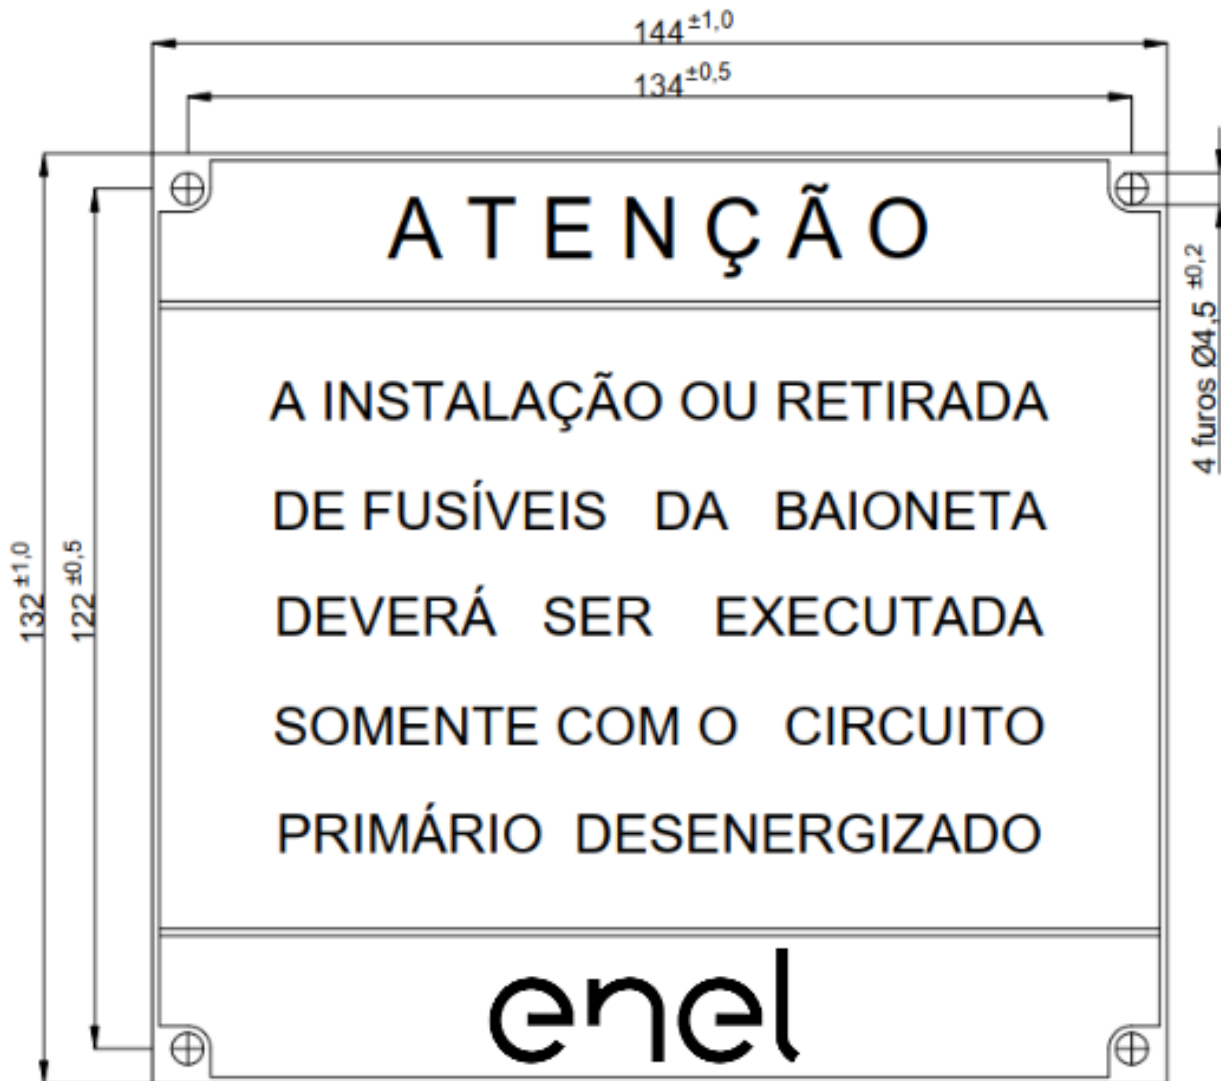 144±1,0
134±0,5
ATENÇÃO
4 furos Ø4,5 ±0,2
A INSTALAÇÃO OU RETIRADA
DE FUSÍVEIS DA BAIONETA
DEVERÁ SER EXECUTADA
SOMENTE COM O CIRCUITO
PRIMÁRIO DESENERGIZADO
132±1,0
122±0,5
enel